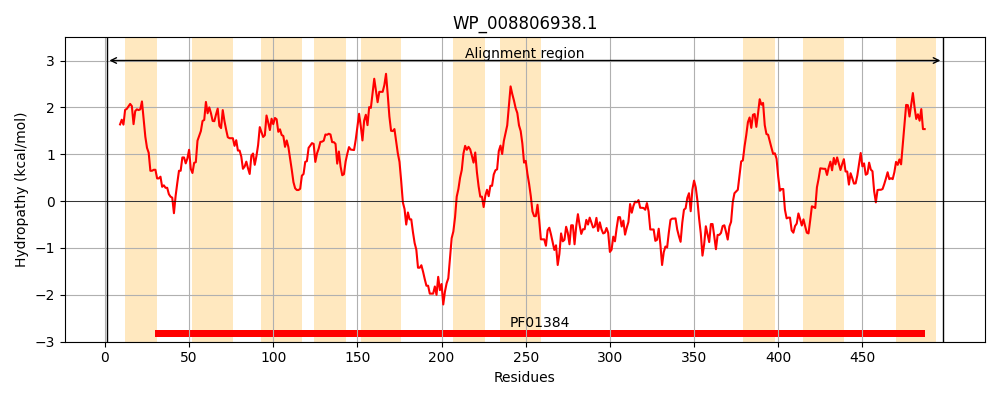 WP_008806938.1
Alignment region
Hydropathy (kcal/mol)
3
2
1
0
−1
−2
−3
PF01384
0 50 100 150 200 250 300 350 400 450
Residues